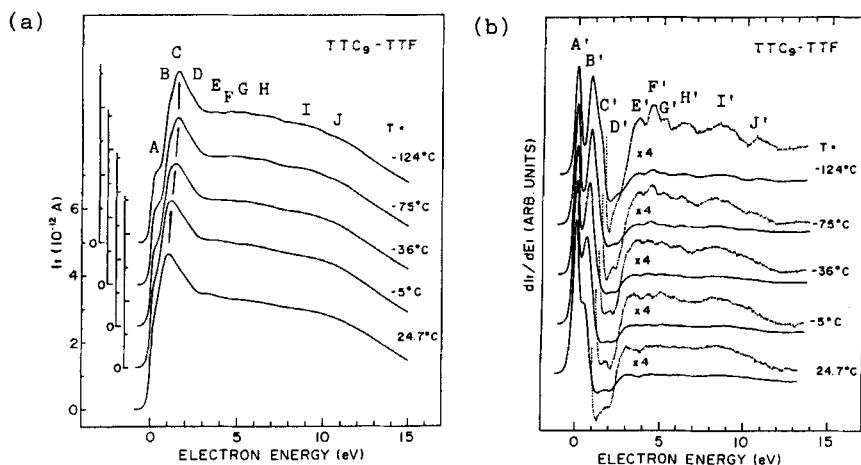 (a)
TTC₉-TTF
C
B D
E
F G H
I
J
A
T =
-124°C
-75°C
-36°C
-5°C
24.7°C
It (10⁻¹² A)
6
4
2
0
0
0
0
0
0 5 10 15
ELECTRON ENERGY (eV)
(b)
TTC₉-TTF
A'
B'
C'
D'
E'
F'
G'
H'
I'
J'
T =
x4
-124°C
x4
-75°C
x4
-36°C
x4
-5°C
x4
24.7°C
dIt/dEI (ARB. UNITS)
0 5 10 15
ELECTRON ENERGY (eV)